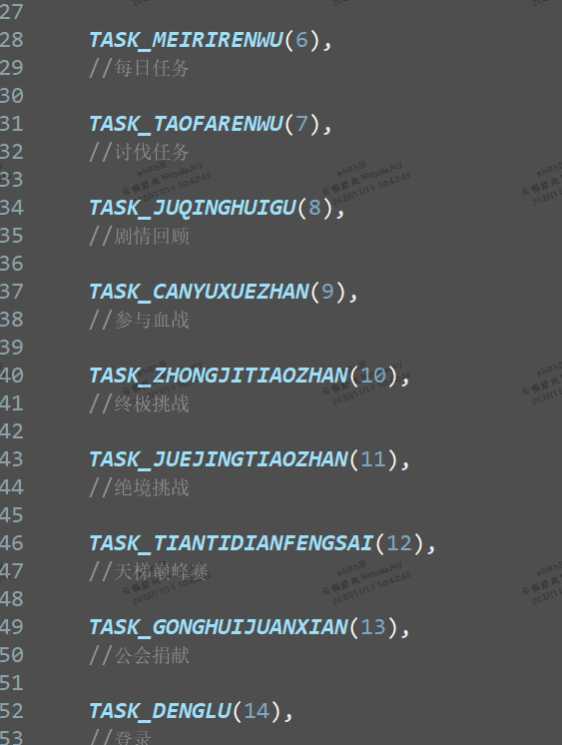 27
28 TASK_MEIRIRENWU(6),
29 //每日任务
30
31 TASK_TAOFARENWU(7),
32 //讨伐任务
33
34 TASK_JUQINGHUIGU(8),
35 //剧情回顾
36
37 TASK_CANYUXUEZHAN(9),
38 //参与血战
39
40 TASK_ZHONGJITIAOZHAN(10),
41 //终极挑战
42
43 TASK_JUEJINGTIAOZHAN(11),
44 //绝境挑战
45
46 TASK_TIANTIDIANFENGSAI(12),
47 //天梯巅峰赛
48
49 TASK_GONGHUIJUANXIAN(13),
50 //公会捐献
51
52 TASK_DENGLU(14),
53 //登录